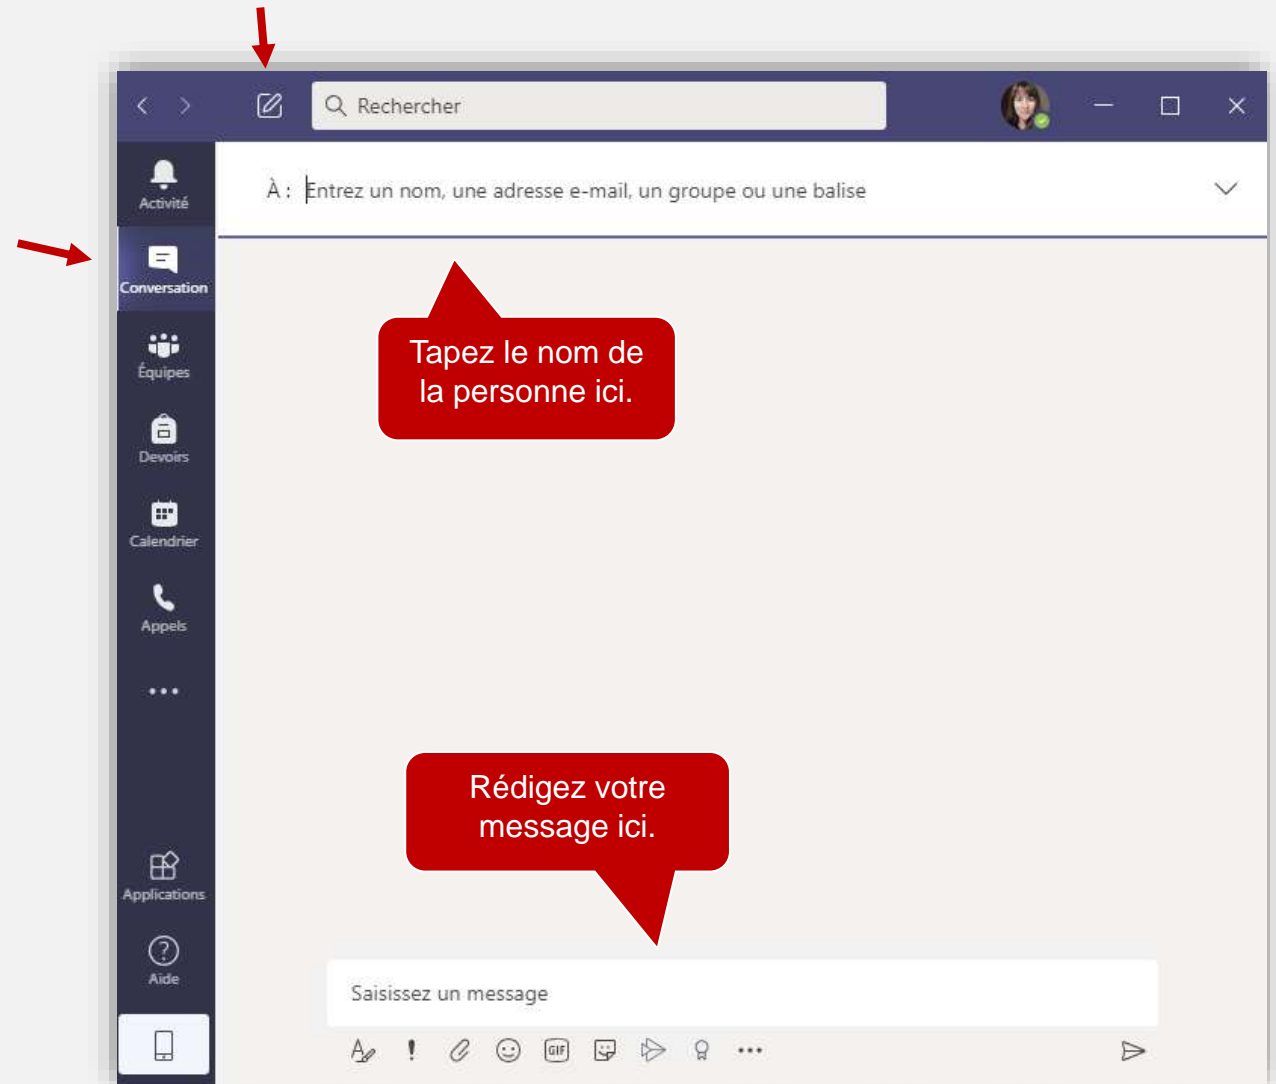 Rechercher
Activité
À : Entrez un nom, une adresse e-mail, un groupe ou une balise
Conversation
Tapez le nom de
la personne ici.
Équipes
Devoirs
Calendrier
Appels
Rédigez votre
message ici.
Applications
Aide
Saisissez un message
GIF